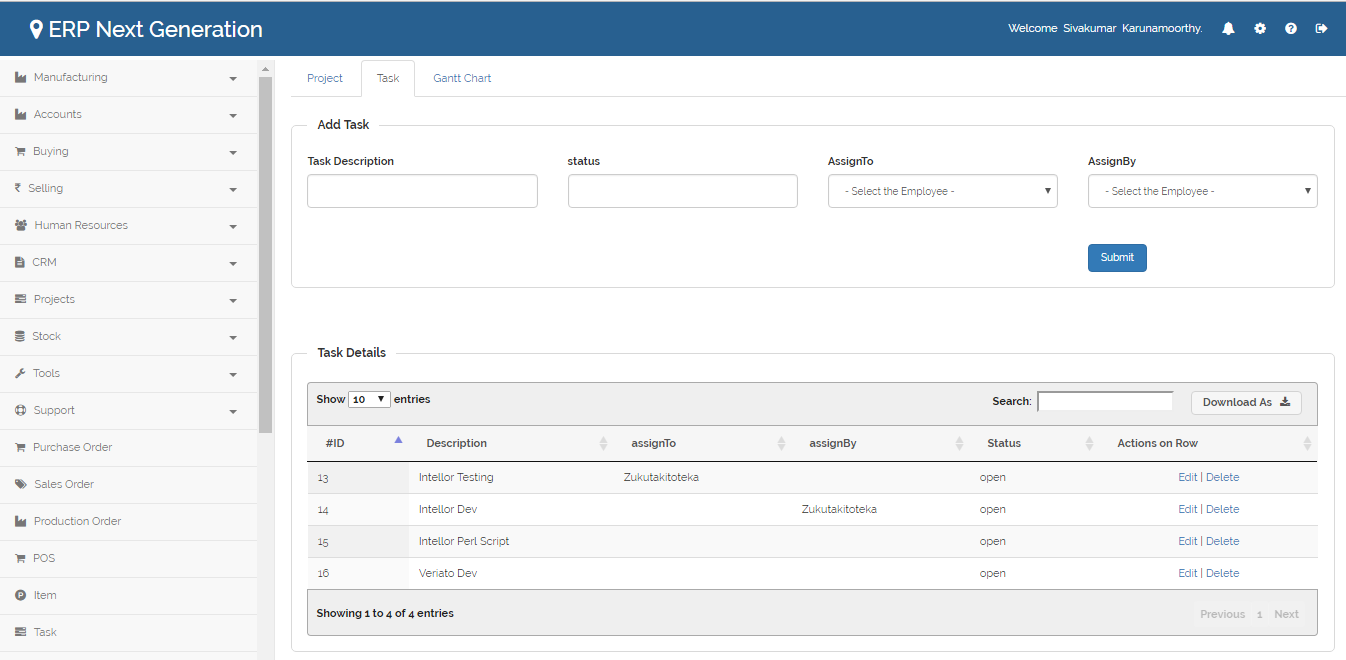 ERP Next Generation
Welcome Sivakumar Karunamoorthy.
Manufacturing
Accounts
Buying
Selling
Human Resources
CRM
Projects
Stock
Tools
Support
Purchase Order
Sales Order
Production Order
POS
Item
Task
Project Task Gantt Chart
Add Task
Task Description status AssignTo AssignBy
- Select the Employee - - Select the Employee -
Submit
Task Details
Show 10 entries Search: Download As
#ID Description assignTo assignBy Status Actions on Row
13 Intellor Testing Zukutakitoteka open Edit | Delete
14 Intellor Dev Zukutakitoteka open Edit | Delete
15 Intellor Perl Script open Edit | Delete
16 Veriato Dev open Edit | Delete
Showing 1 to 4 of 4 entries Previous 1 Next